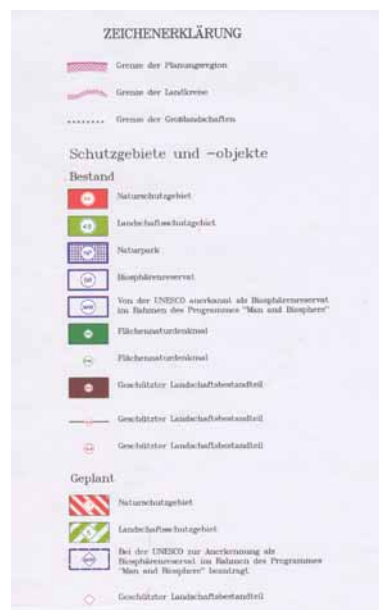 ZEICHENERKLÄRUNG
Grenze der Planungsregion
Grenze der Landkreise
Grenze der Großlandschaften
Schutzgebiete und -objekte
Bestand
Naturschutzgebiet
Landschaftsschutzgebiet
Naturpark
Biosphärenreservat
Von der UNESCO anerkannt als Biosphärenreservat
im Rahmen des Programmes "Man and Biosphere"
Flächennaturdenkmal
Flächennaturdenkmal
Geschützter Landschaftsbestandteil
Geschützter Landschaftsbestandteil
Geschützter Landschaftsbestandteil
Geplant
Naturschutzgebiet
Landschaftsschutzgebiet
Bei der UNESCO zur Anerkennung als
Biosphärenreservat im Rahmen des Programmes
"Man and Biosphere" beantragt
Geschützter Landschaftsbestandteil